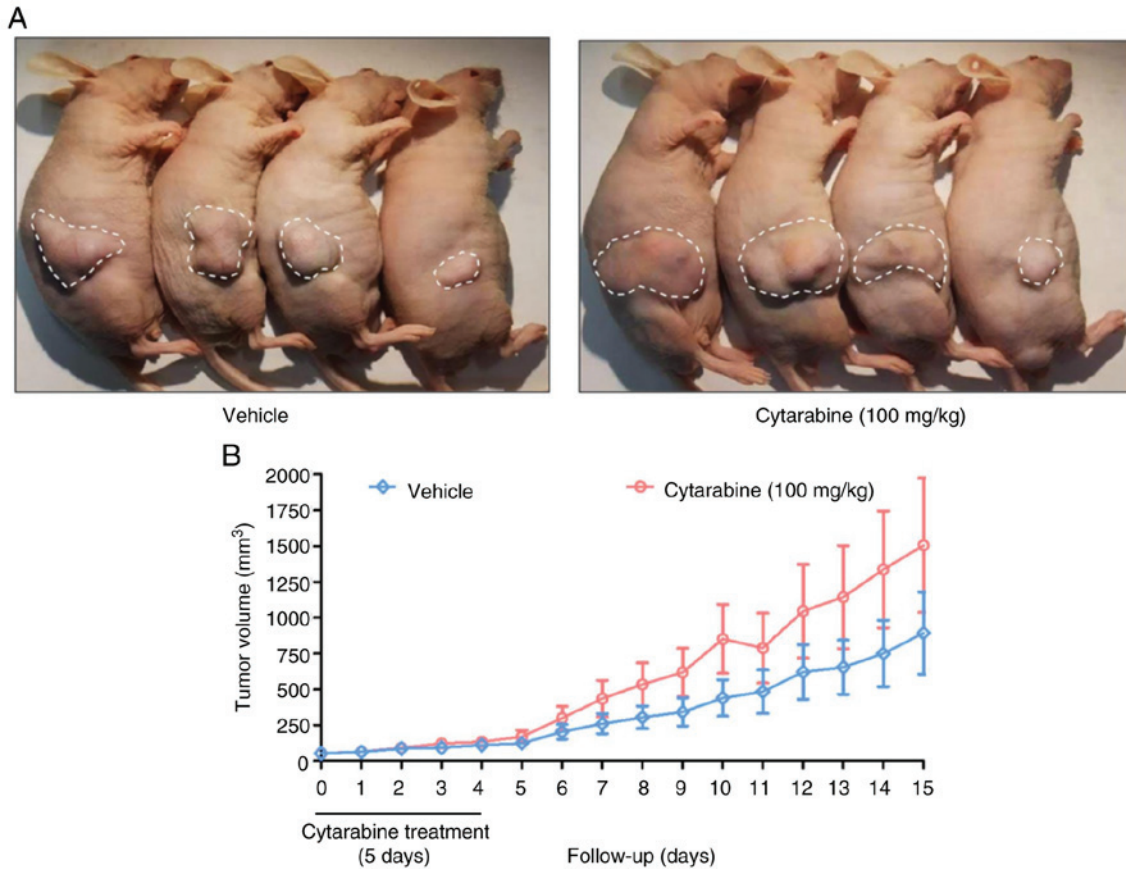 A
Vehicle
Cytarabine (100 mg/kg)
B
Vehicle
Cytarabine (100 mg/kg)
Tumor volume (mm³)
2000
1750
1500
1250
1000
750
500
250
0
0 1 2 3 4 5 6 7 8 9 10 11 12 13 14 15
Cytarabine treatment
(5 days)
Follow-up (days)